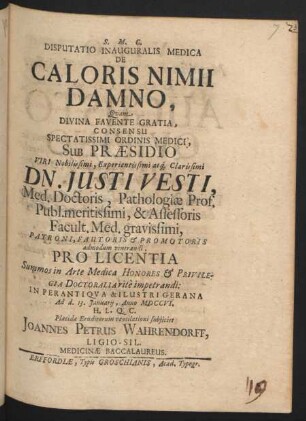 S. M. G.
DISPUTATIO INAUGURALIS MEDICA
DE
CALORIS NIMII
DAMNO,
Quam
DIVINA FAVENTE GRATIA,
CONSENSU
SPECTATISSIMI ORDINIS MEDICI,
SUB PRÆSIDIO
VIRI Nobilissimi, Experientissimi atq; Clarissimi
DN. JUSTI VESTI,
Med. Doctoris, Pathologiæ Prof.
Publ. meritissimi, & Assessoris
Facult. Med. gravissimi,
PATRONI, FAUTORIS & PROMOTORIS
admodum venerandi:
PRO LICENTIA
Summos in Arte Medica HONORES & PRIVILE-
GIA DOCTORALIA ritè impetrandi:
IN PERANTIQVA & ILUSTRI GERANA
Ad d. 13. Januarij, Anno MDCCVI.
H. L. Q. C.
Placidæ Eruditorum ventilationi subjiciet
JOANNES PETRUS WAHRENDORFF,
LIGIO-SIL.
MEDICINÆ BACCALAUREUS.
ERFFORDIÆ, Typis GROSCHIANIS, Acad. Typogr.